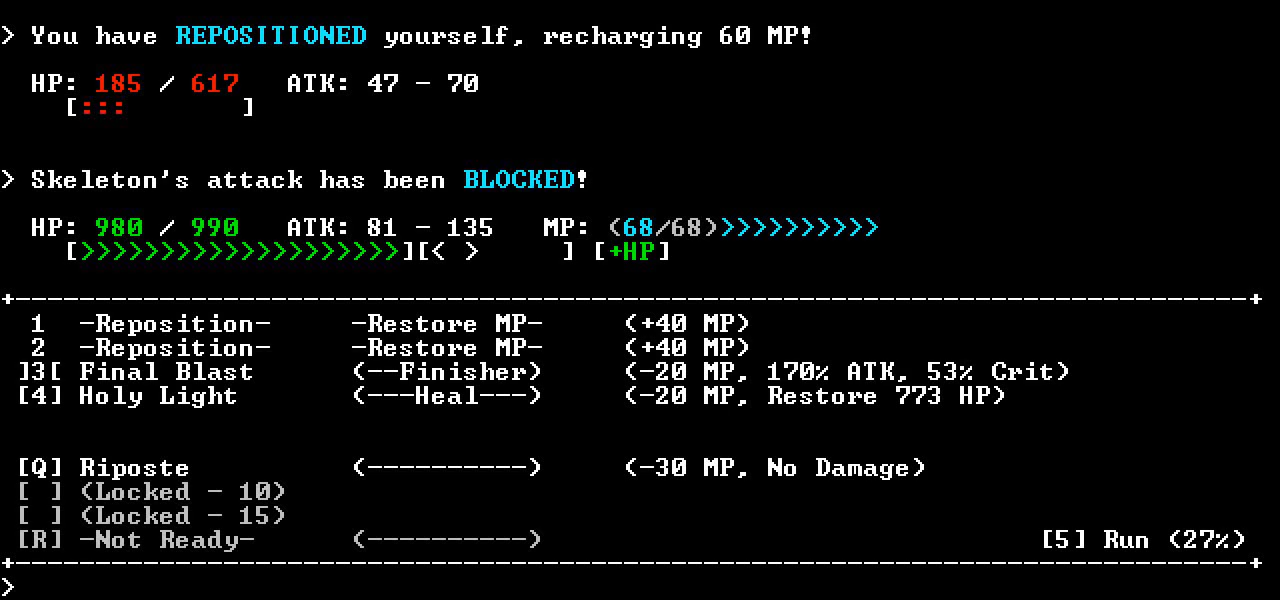 > You have REPOSITIONED yourself, recharging 60 MP!
HP: 185 / 617   ATK: 47 - 70
[:::       ]
> Skeleton's attack has been BLOCKED!
HP: 980 / 990   ATK: 81 - 135   MP: (68/68)>>>>>>>>>>
[>>>>>>>>>>>>>>>>>>>>][< >     ] [+HP]
+------------------------------------------------------------------------------+
1  -Reposition-     -Restore MP-     (+40 MP)
2  -Reposition-     -Restore MP-     (+40 MP)
]3[ Final Blast      (--Finisher)     (-20 MP, 170% ATK, 53% Crit)
[4] Holy Light       (---Heal---)     (-20 MP, Restore 773 HP)
[Q] Riposte          (----------)     (-30 MP, No Damage)
[ ] (Locked - 10)
[ ] (Locked - 15)
[R] -Not Ready-      (----------)     [5] Run (27%)
+------------------------------------------------------------------------------+
>